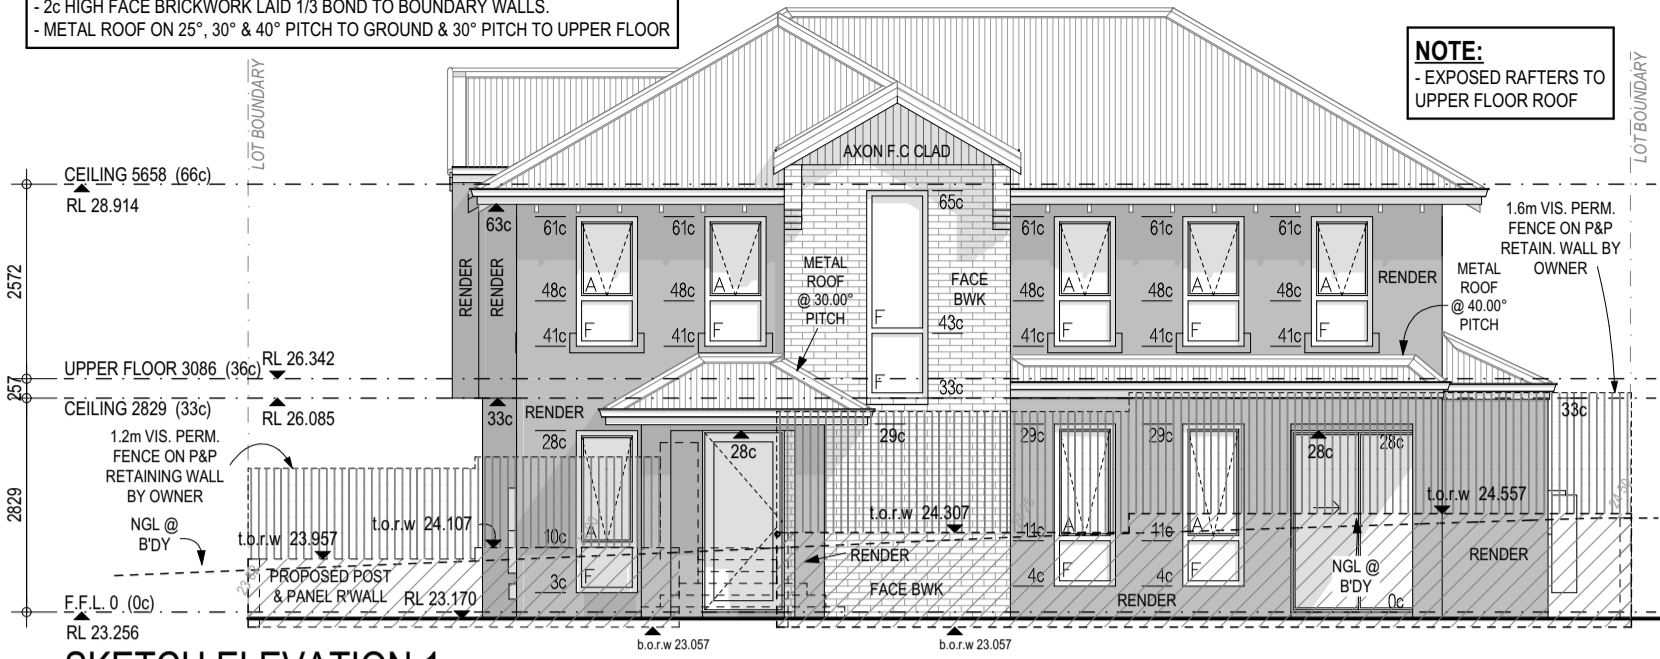 - 2c HIGH FACE BRICKWORK LAID 1/3 BOND TO BOUNDARY WALLS.
- METAL ROOF ON 25°, 30° & 40° PITCH TO GROUND & 30° PITCH TO UPPER FLOOR
NOTE:
- EXPOSED RAFTERS TO
UPPER FLOOR ROOF
LOT BOUNDARY
LOT BOUNDARY
AXON F.C CLAD
CEILING 5658 (66c)
RL 28.914
2572
UPPER FLOOR 3086 (36c)
RL 26.342
257
CEILING 2829 (33c)
RL 26.085
2829
F.F.L. 0 (0c)
RL 23.256
RENDER
RENDER
63c
61c
48c
41c
A
F
61c
48c
41c
A
F
METAL
ROOF
@ 30.00°
PITCH
65c
FACE
BWK
43c
33c
F
F
61c
48c
41c
A
F
61c
48c
41c
A
F
61c
48c
41c
A
F
RENDER
METAL
ROOF
@ 40.00°
PITCH
1.6m VIS. PERM.
FENCE ON P&P
RETAIN. WALL BY
OWNER
1.2m VIS. PERM.
FENCE ON P&P
RETAINING WALL
BY OWNER
NGL @
B'DY
t.b.r.w 23.957
t.o.r.w 24.107
PROPOSED POST
& PANEL R'WALL
RL 23.170
33c
RENDER
28c
10c
3c
A
F
28c
29c
t.o.r.w 24.307
RENDER
FACE BWK
29c
11c
4c
A
F
29c
11c
4c
A
F
RENDER
28c
28c
0c
NGL @
B'DY
t.o.r.w 24.557
33c
RENDER
24.50
b.o.r.w 23.057
b.o.r.w 23.057
SKETCH ELEVATION 1